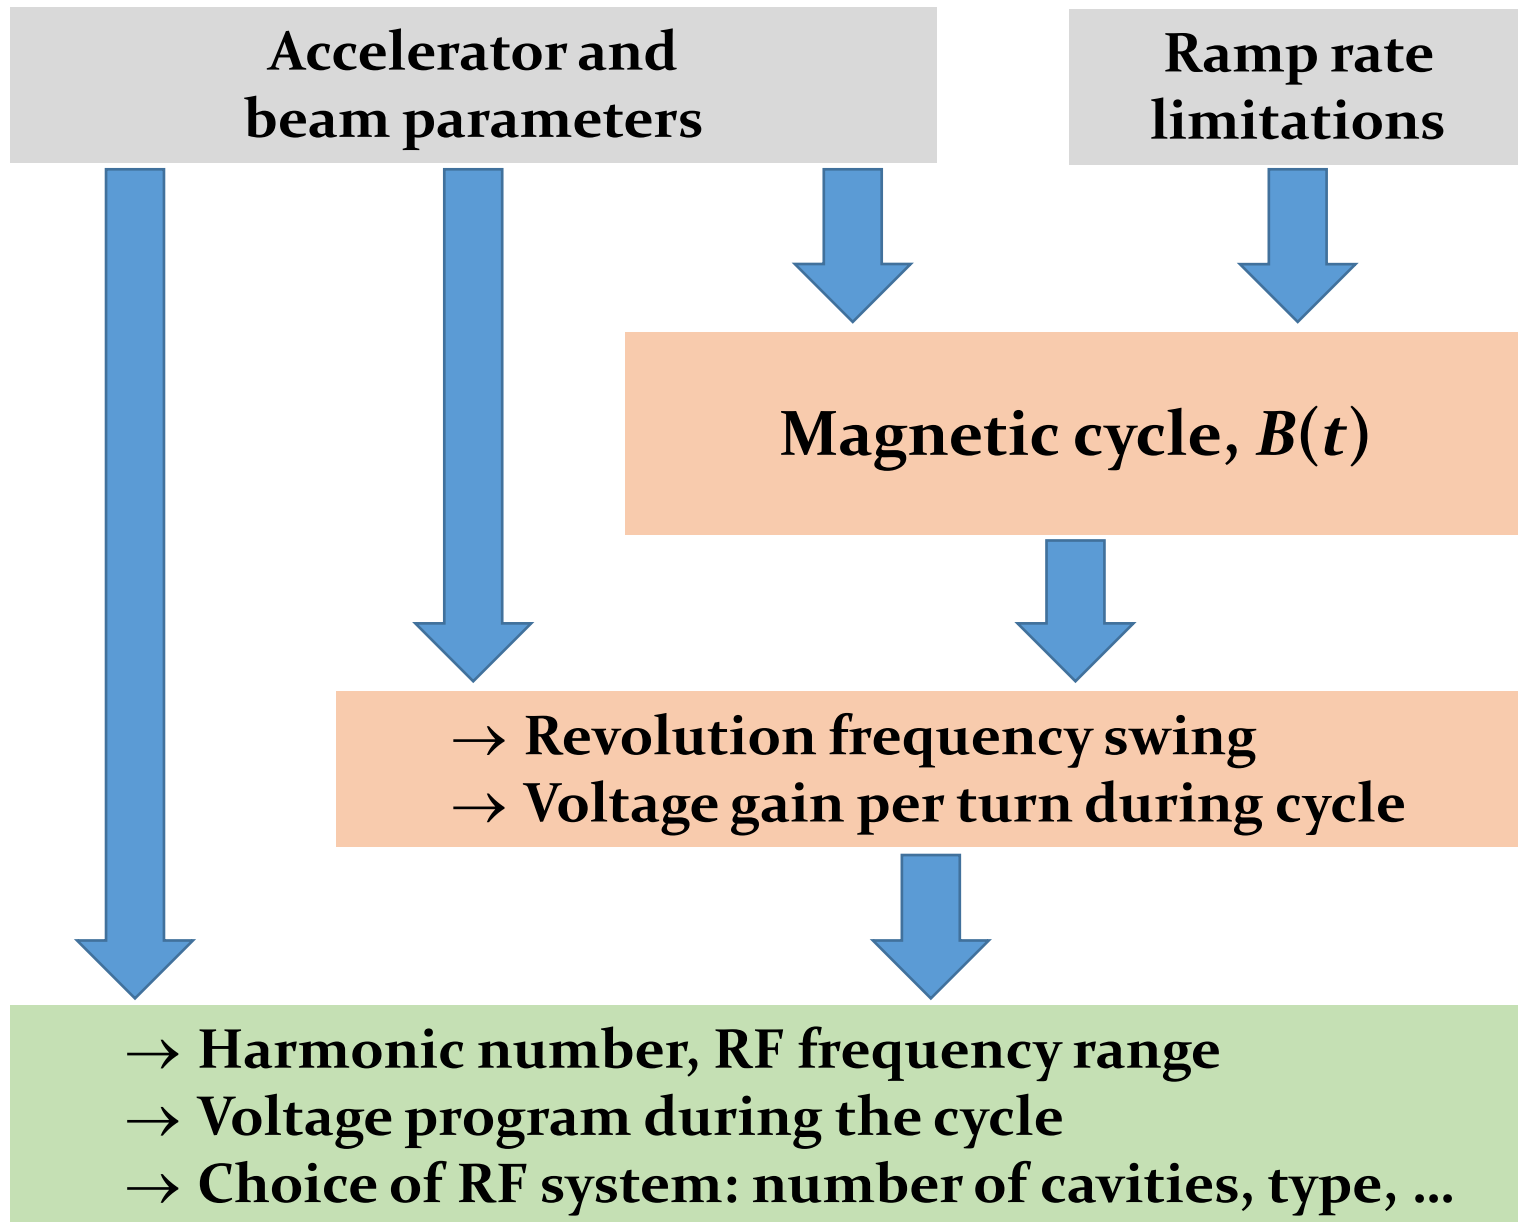 Accelerator and
beam parameters
Ramp rate
limitations
Magnetic cycle, B(t)
→ Revolution frequency swing
→ Voltage gain per turn during cycle
→ Harmonic number, RF frequency range
→ Voltage program during the cycle
→ Choice of RF system: number of cavities, type, ...